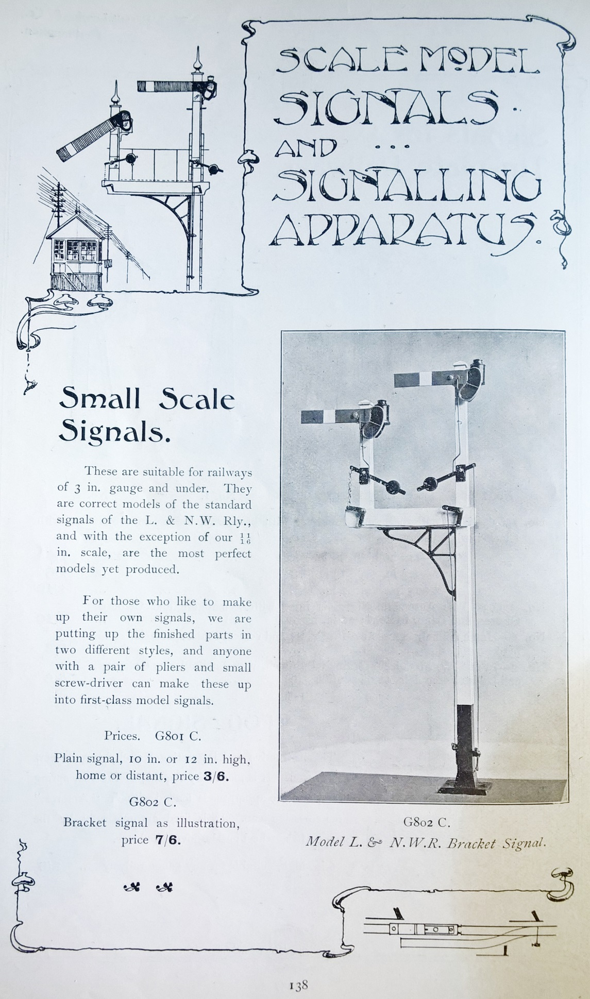 SCALE MODEL
SIGNALS.
AND ...
SIGNALLING
APPARATUS.
Small Scale
Signals.
These are suitable for railways
of 3 in. gauge and under. They
are correct models of the standard
signals of the L. & N.W. Rly.,
and with the exception of our 11/16
in. scale, are the most perfect
models yet produced.
For those who like to make
up their own signals, we are
putting up the finished parts in
two different styles, and anyone
with a pair of pliers and small
screw-driver can make these up
into first-class model signals.
Prices. G801 C.
Plain signal, 10 in. or 12 in. high,
home or distant, price 3/6.
G802 C.
Bracket signal as illustration,
price 7/6.
G802 C.
Model L. & N.W.R. Bracket Signal.
138